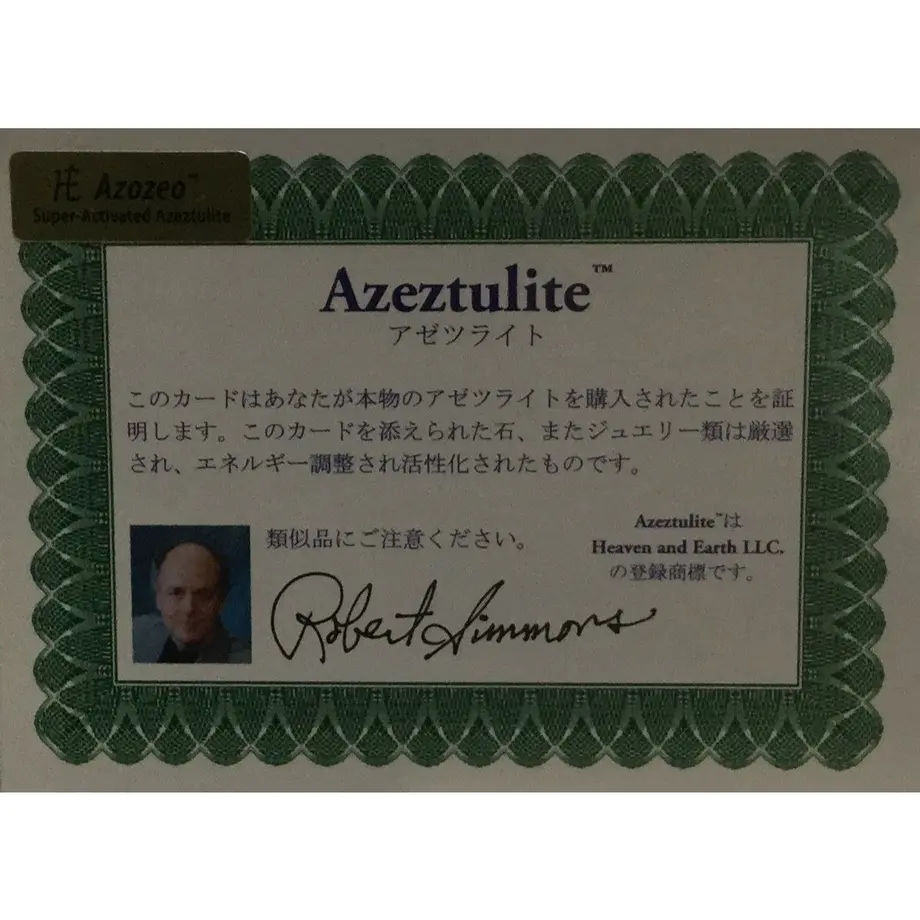 HE Azozeo™
Super-Activated Azeztulite
Azeztulite™
アゼツライト
このカードはあなたが本物のアゼツライトを購入されたことを証
明します。このカードを添えられた石、またジュエリー類は厳選
され、エネルギー調整され活性化されたものです。
類似品にご注意ください。
Azeztulite™は
Heaven and Earth LLC.
の登録商標です。
Robert Simmons